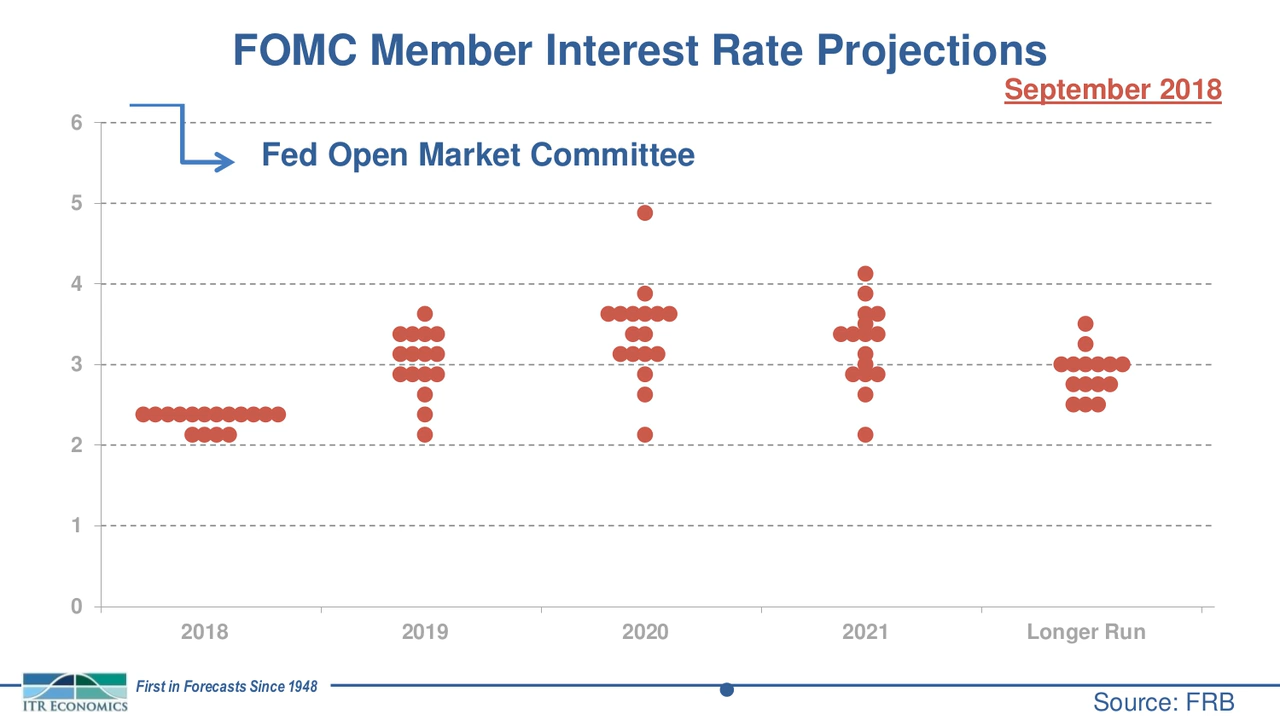 FOMC Member Interest Rate Projections
September 2018
Fed Open Market Committee
6
5
4
3
2
1
0
2018 2019 2020 2021 Longer Run
First in Forecasts Since 1948
ITR ECONOMICS
Source: FRB